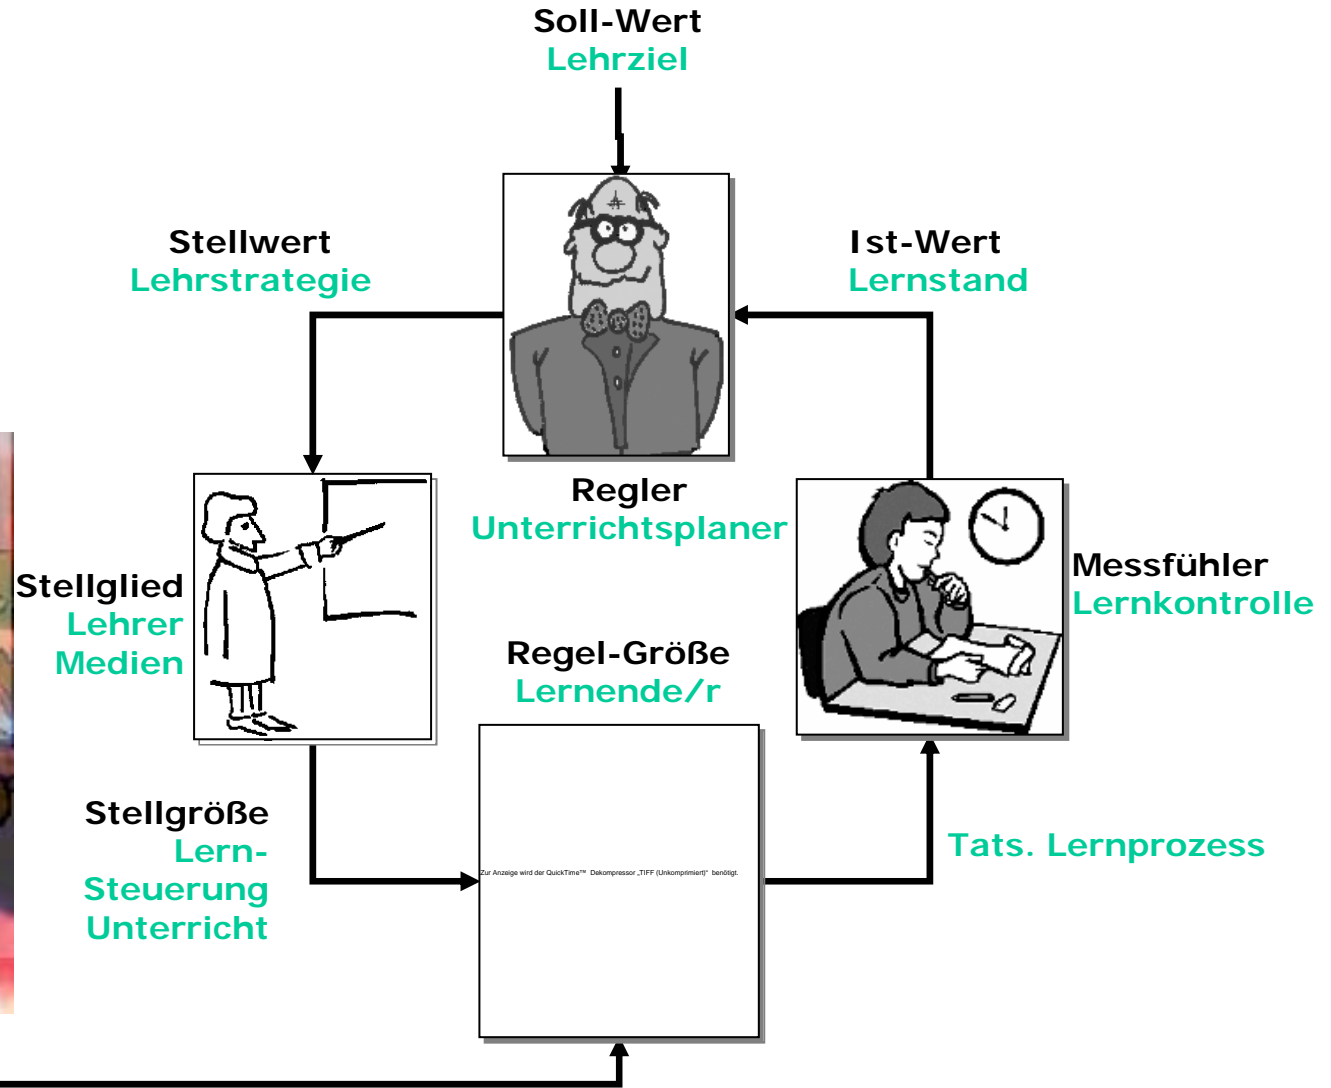 Soll-Wert
Lehrziel
Stellwert
Lehrstrategie
Ist-Wert
Lernstand
Regler
Unterrichtsplaner
Stellglied
Lehrer
Medien
Messfühler
Lernkontrolle
Regel-Größe
Lernende/r
Zur Anzeige wird der QuickTime™ Dekompressor „TIFF (Unkomprimiert)“ benötigt.
Stellgröße
Lern-
Steuerung
Unterricht
Tats. Lernprozess